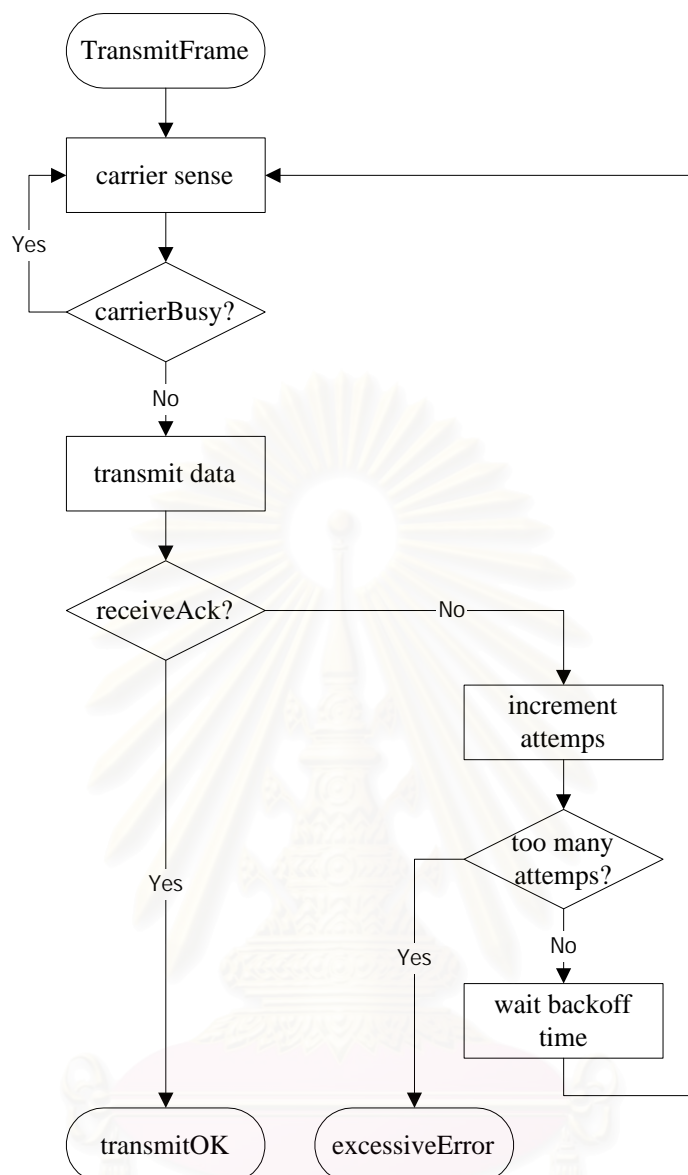 TransmitFrame
carrier sense
Yes
carrierBusy?
No
transmit data
receiveAck?
No
increment
attemps
too many
attemps?
Yes
Yes
No
wait backoff
time
transmitOK
excessiveError